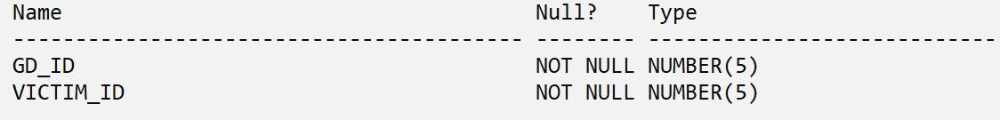 Name Null? Type
----------------------------------------- -------- ----------------------------
GD_ID NOT NULL NUMBER(5)
VICTIM_ID NOT NULL NUMBER(5)